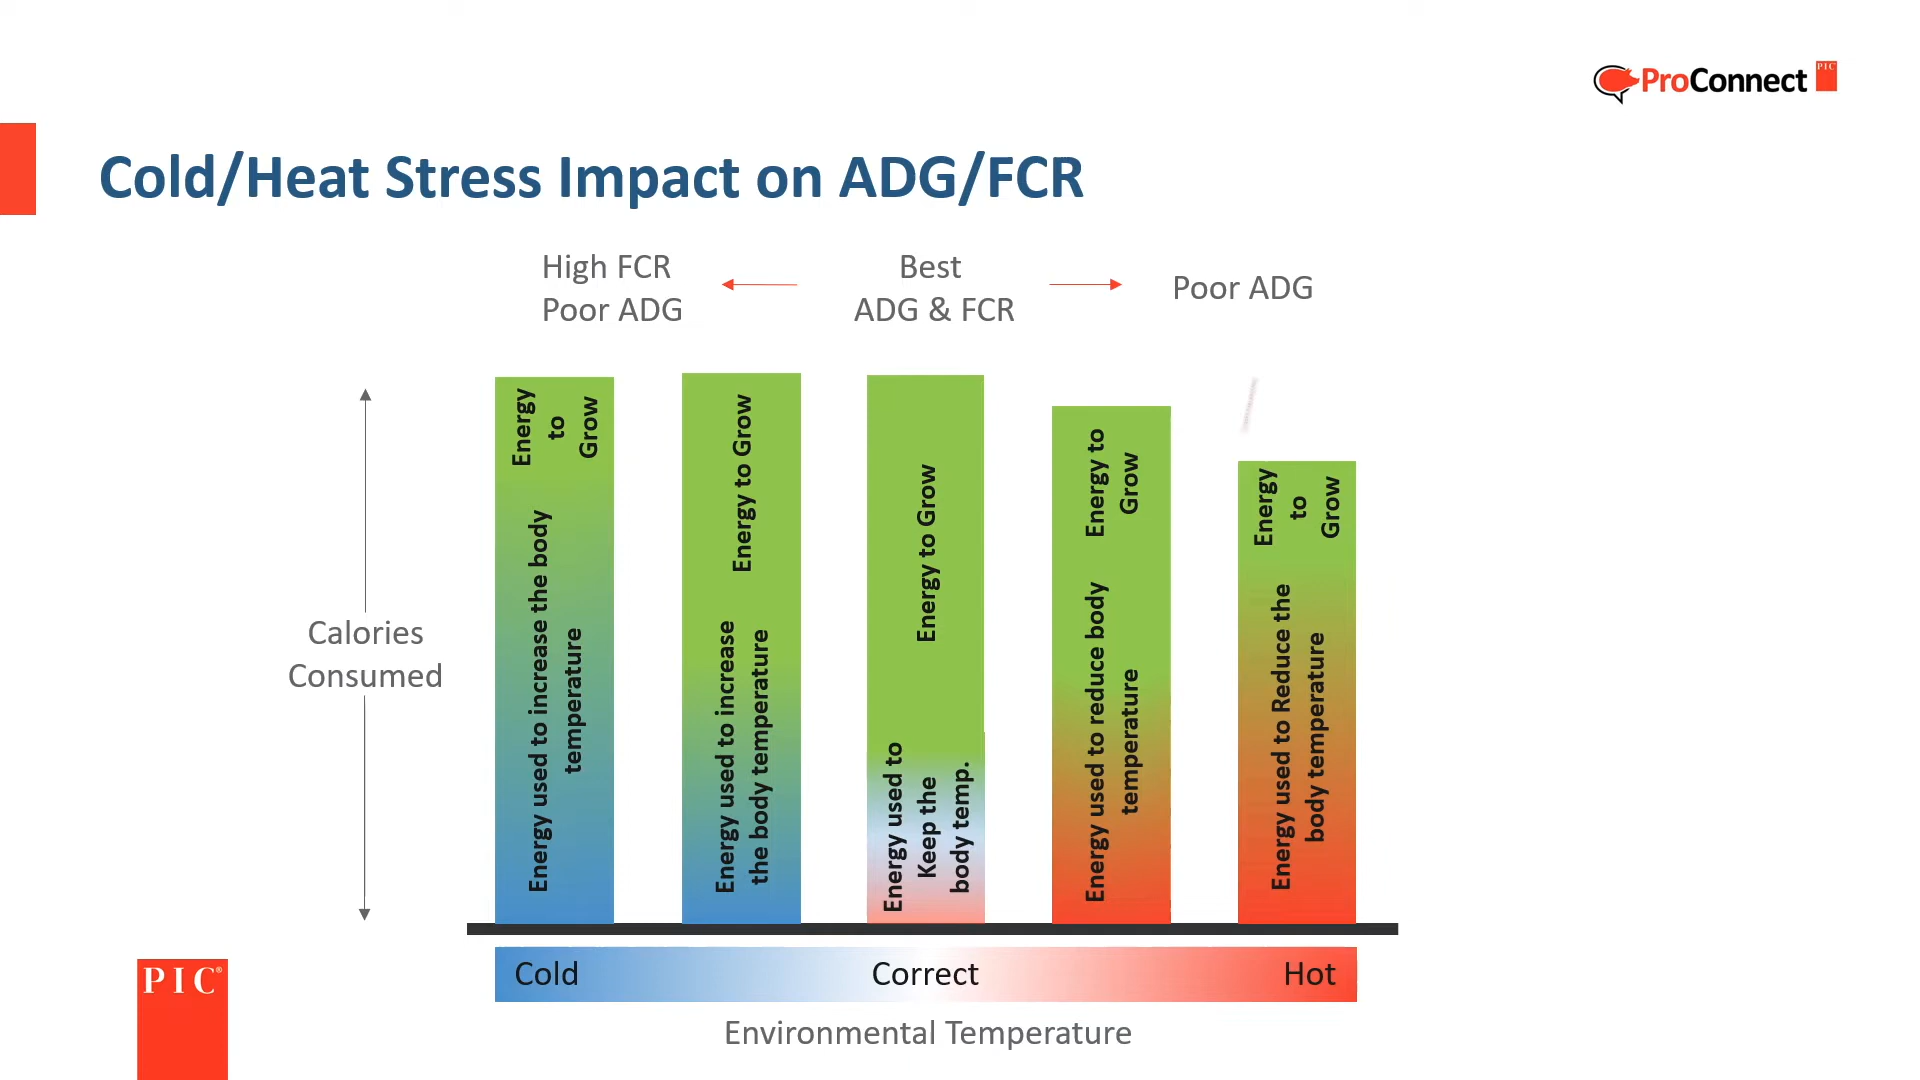 ProConnect PIC
Cold/Heat Stress Impact on ADG/FCR
High FCR
Poor ADG
Best
ADG & FCR
Poor ADG
Calories
Consumed
Energy
to
Grow
Energy used to increase the body
temperature
Energy to Grow
Energy used to increase
the body temperature
Energy to Grow
Energy used to
Keep the
body temp.
Energy to
Grow
Energy used to reduce body
temperature
Energy
to
Grow
Energy used to Reduce the
body temperature
Cold
Correct
Hot
Environmental Temperature
PIC®